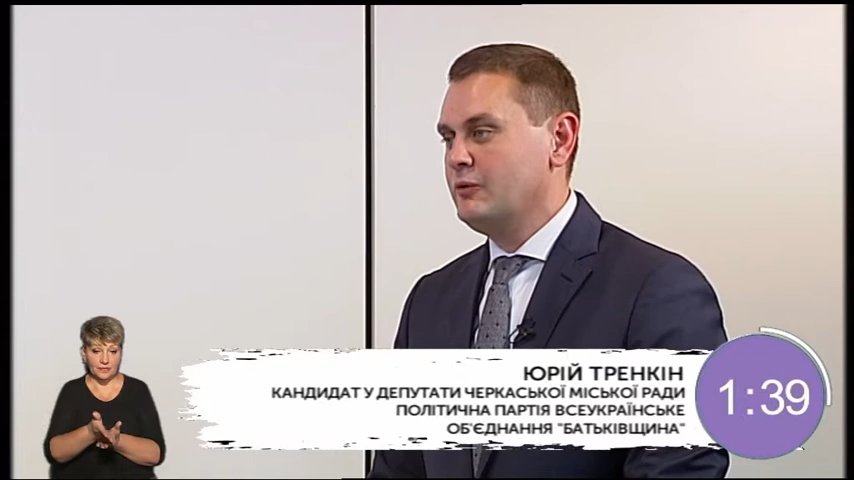 ЮРІЙ ТРЕНКІН
КАНДИДАТ У ДЕПУТАТИ ЧЕРКАСЬКОЇ МІСЬКОЇ РАДИ
ПОЛІТИЧНА ПАРТІЯ ВСЕУКРАЇНСЬКЕ
ОБ'ЄДНАННЯ "БАТЬКІВЩИНА"
1:39